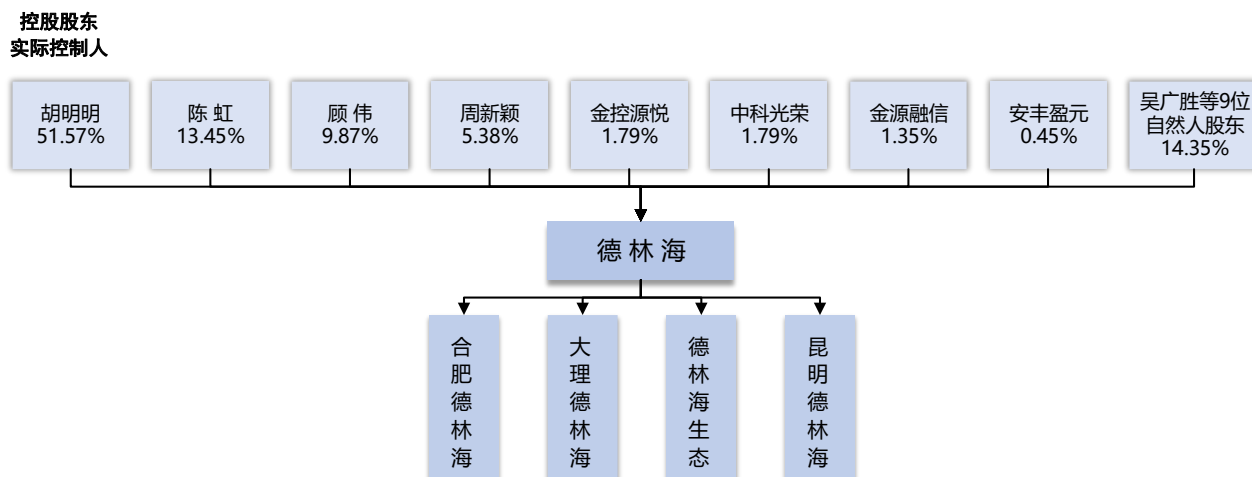 控股股东
实际控制人
胡明明
51.57%
陈 虹
13.45%
顾 伟
9.87%
周新颖
5.38%
金控源悦
1.79%
中科光荣
1.79%
金源融信
1.35%
安丰盈元
0.45%
吴广胜等9位
自然人股东
14.35%
德 林 海
合肥德林海
大理德林海
德林海生态
昆明德林海